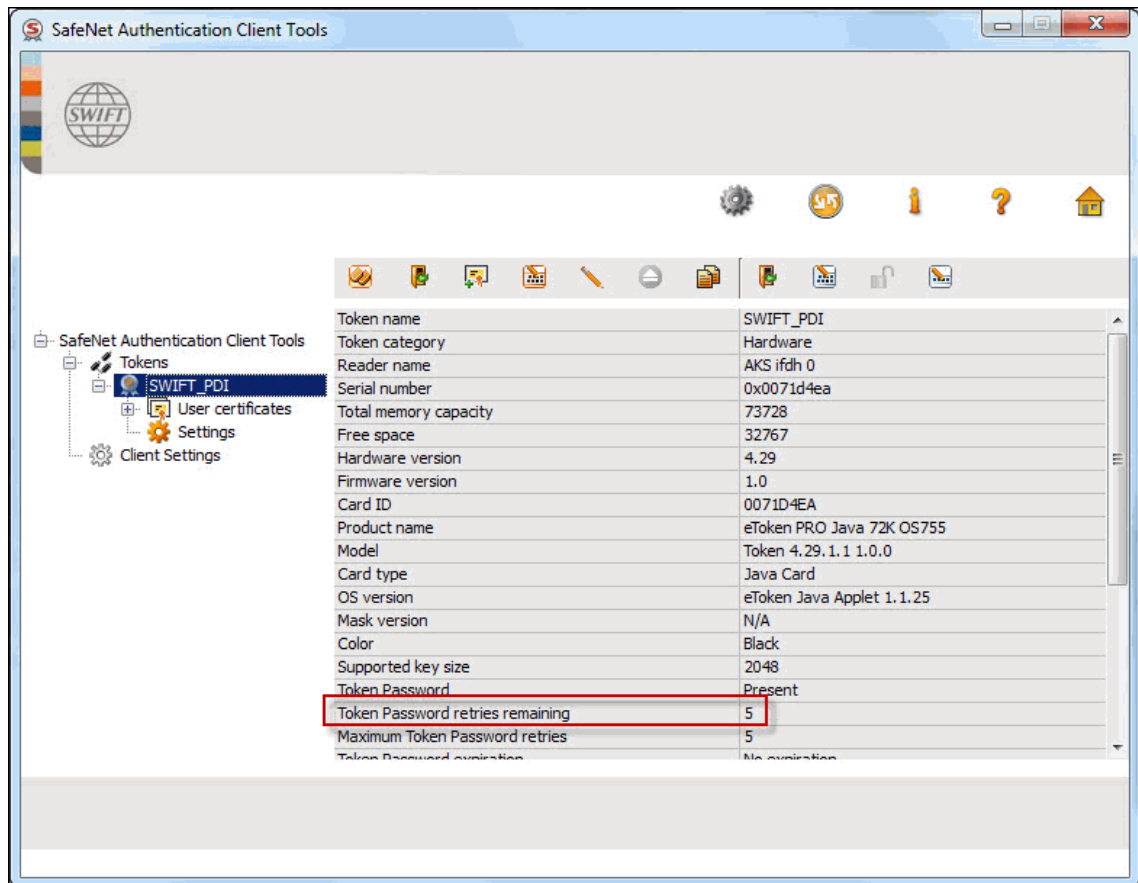 SafeNet Authentication Client Tools
SWIFT
SafeNet Authentication Client Tools
Tokens
SWIFT_PDI
User certificates
Settings
Client Settings
Token name SWIFT_PDI
Token category Hardware
Reader name AKS ifdh 0
Serial number 0x0071d4ea
Total memory capacity 73728
Free space 32767
Hardware version 4.29
Firmware version 1.0
Card ID 0071D4EA
Product name eToken PRO Java 72K OS755
Model Token 4.29.1.1 1.0.0
Card type Java Card
OS version eToken Java Applet 1.1.25
Mask version N/A
Color Black
Supported key size 2048
Token Password Present
Token Password retries remaining 5
Maximum Token Password retries 5
Token Password expiration No expiration